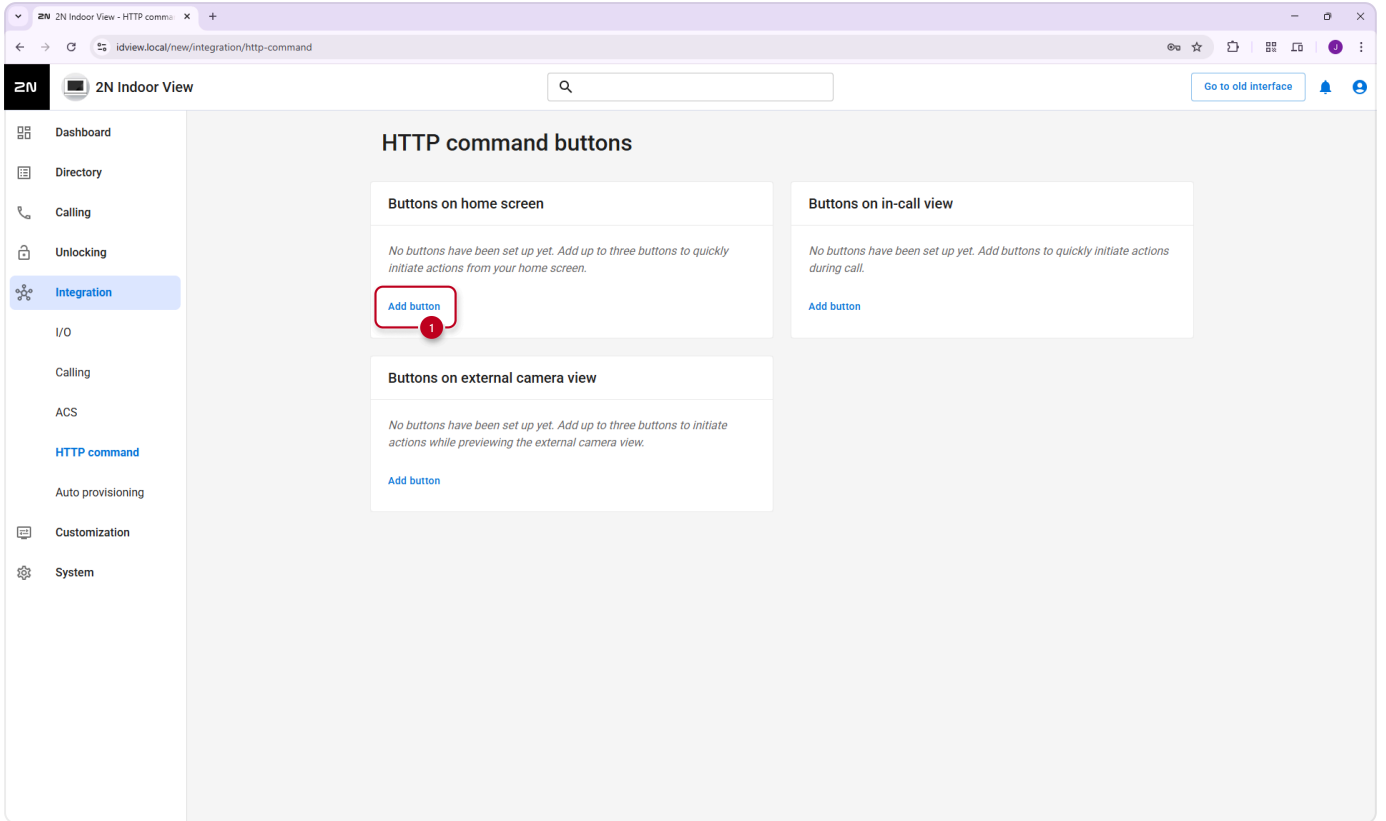 2N 2N Indoor View - HTTP comma
idview.local/new/integration/http-command
J
2N 2N Indoor View
Go to old interface
Dashboard
Directory
Calling
Unlocking
Integration
I/O
Calling
ACS
HTTP command
Auto provisioning
Customization
System
HTTP command buttons
Buttons on home screen
No buttons have been set up yet. Add up to three buttons to quickly
initiate actions from your home screen.
Add button
1
Buttons on in-call view
No buttons have been set up yet. Add buttons to quickly initiate actions
during call.
Add button
Buttons on external camera view
No buttons have been set up yet. Add up to three buttons to initiate
actions while previewing the external camera view.
Add button